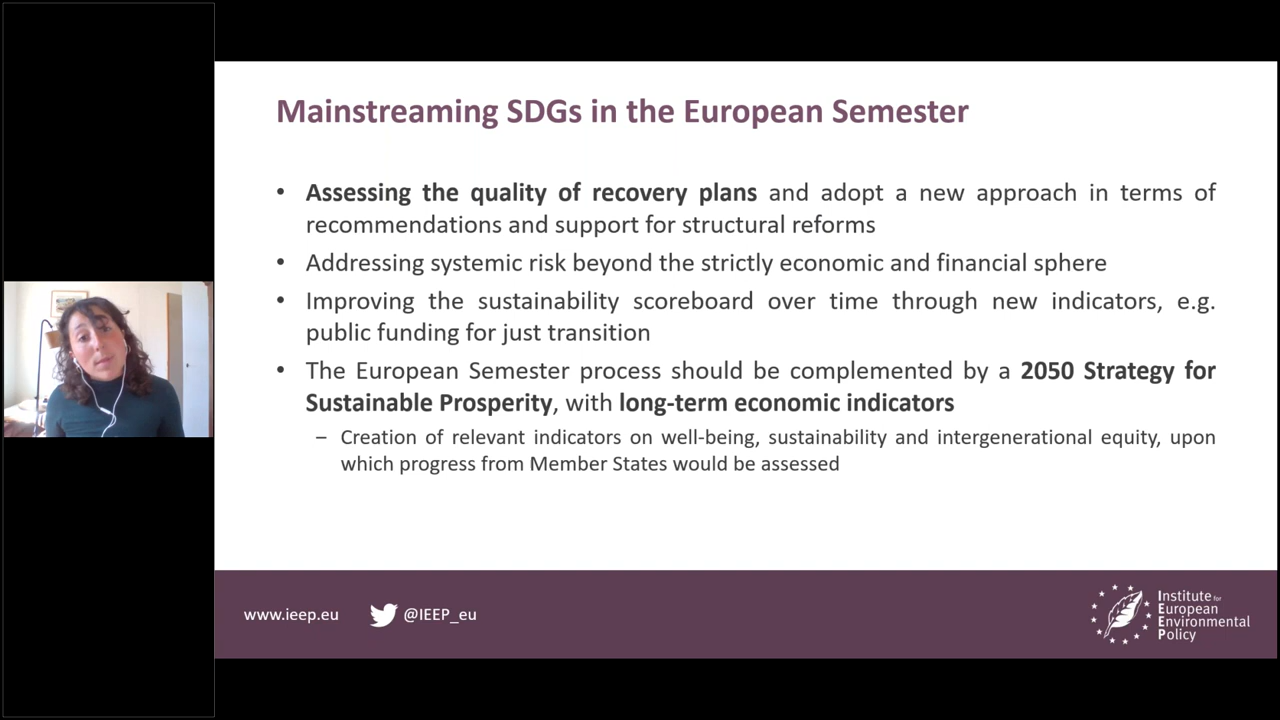 Mainstreaming SDGs in the European Semester
• Assessing the quality of recovery plans and adopt a new approach in terms of
recommendations and support for structural reforms
• Addressing systemic risk beyond the strictly economic and financial sphere
• Improving the sustainability scoreboard over time through new indicators, e.g.
public funding for just transition
• The European Semester process should be complemented by a 2050 Strategy for
Sustainable Prosperity, with long-term economic indicators
– Creation of relevant indicators on well-being, sustainability and intergenerational equity, upon
which progress from Member States would be assessed
www.ieep.eu @IEEP_eu
Institute for
European
Environmental
Policy